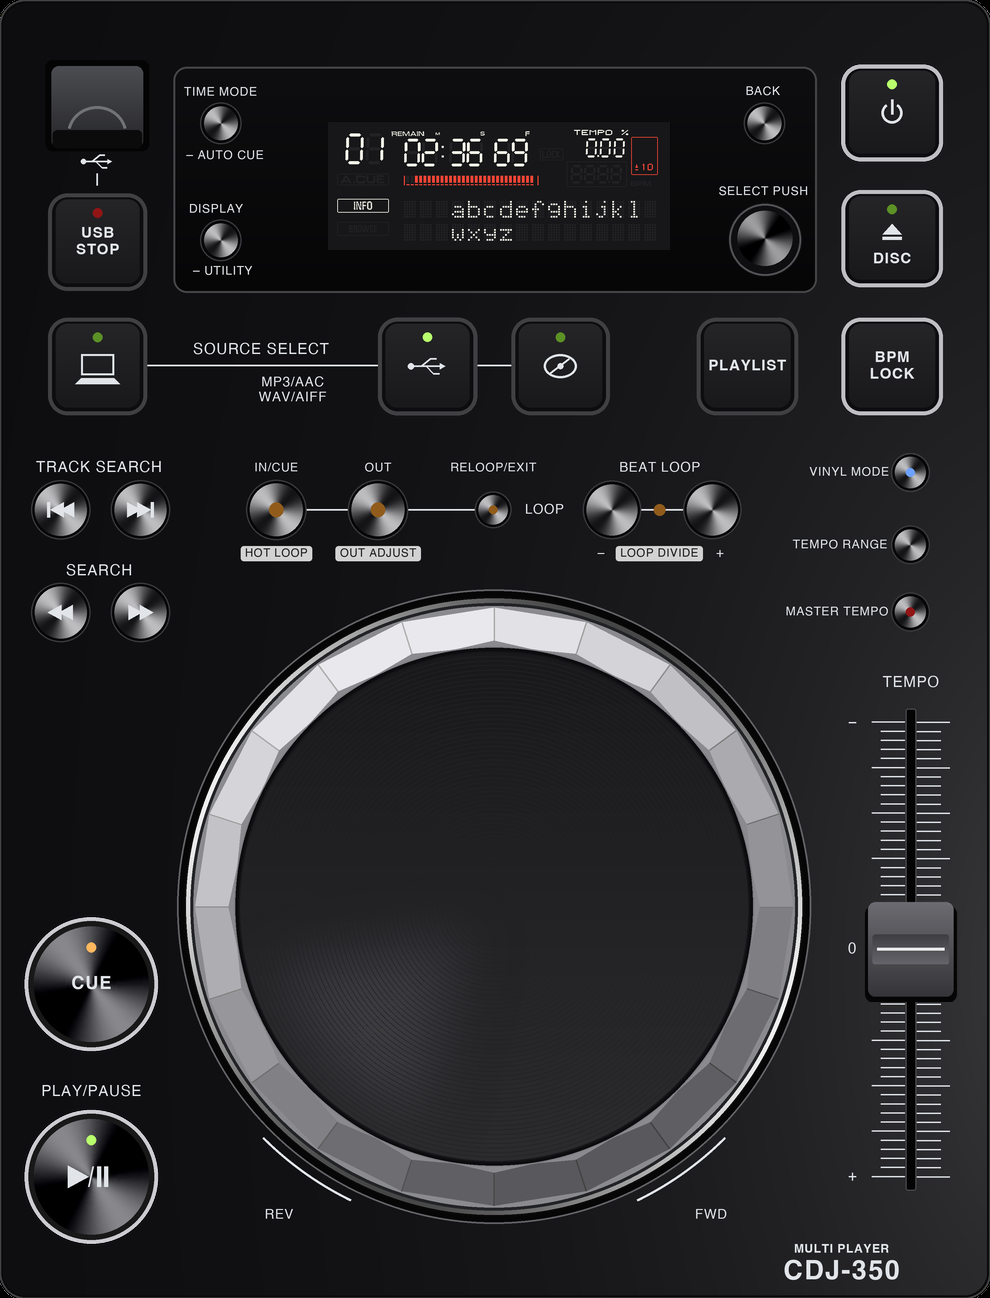 TIME MODE
– AUTO CUE
BACK
REMAIN M S F
01 02:36 69
TEMPO %
0.00
±10
A.CUE
INFO
abcdefghijkl
wxyz
DISPLAY
– UTILITY
SELECT PUSH
USB
STOP
DISC
SOURCE SELECT
MP3/AAC
WAV/AIFF
PLAYLIST
BPM
LOCK
TRACK SEARCH
IN/CUE
OUT
RELOOP/EXIT
LOOP
BEAT LOOP
VINYL MODE
HOT LOOP
OUT ADJUST
– LOOP DIVIDE +
TEMPO RANGE
SEARCH
MASTER TEMPO
TEMPO
–
0
+
CUE
PLAY/PAUSE
REV
FWD
MULTI PLAYER
CDJ-350